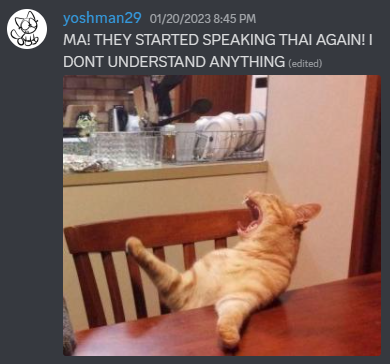 yoshman29 01/20/2023 8:45 PM
MA! THEY STARTED SPEAKING THAI AGAIN! I
DONT UNDERSTAND ANYTHING (edited)